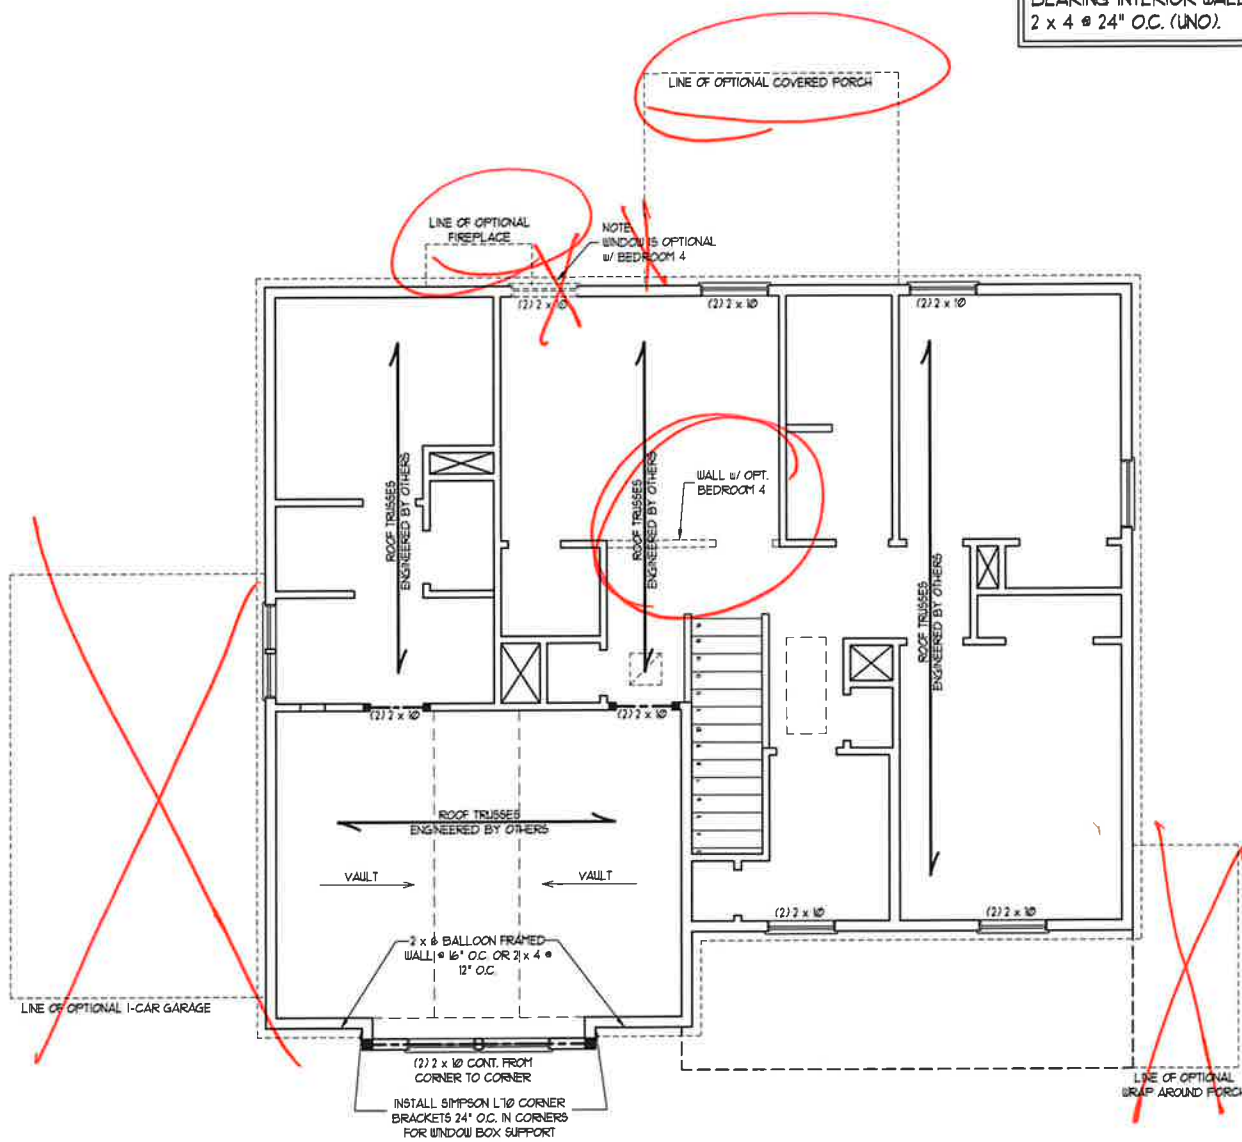 BEARING INTERIOR WALL
2 x 4 @ 24" O.C. (UNO).
LINE OF OPTIONAL COVERED PORCH
LINE OF OPTIONAL
FIREPLACE
NOTE
WINDOW IS OPTIONAL
w/ BEDROOM 4
(2) 2 x 10
(2) 2 x 10
(2) 2 x 10
WALL w/ OPT.
BEDROOM 4
ROOF TRUSSES
ENGINEERED BY OTHERS
ROOF TRUSSES
ENGINEERED BY OTHERS
ROOF TRUSSES
ENGINEERED BY OTHERS
(2) 2 x 10
(2) 2 x 10
ROOF TRUSSES
ENGINEERED BY OTHERS
VAULT
VAULT
(2) 2 x 10
(2) 2 x 10
2 x 6 BALLOON FRAMED
WALL @ 16" O.C. OR 2 x 4 @
12" O.C.
LINE OF OPTIONAL 1-CAR GARAGE
(2) 2 x 10 CONT. FROM
CORNER TO CORNER
LINE OF OPTIONAL
WRAP AROUND PORCH
INSTALL SIMPSON L70 CORNER
BRACKETS 24" O.C. IN CORNERS
FOR WINDOW BOX SUPPORT